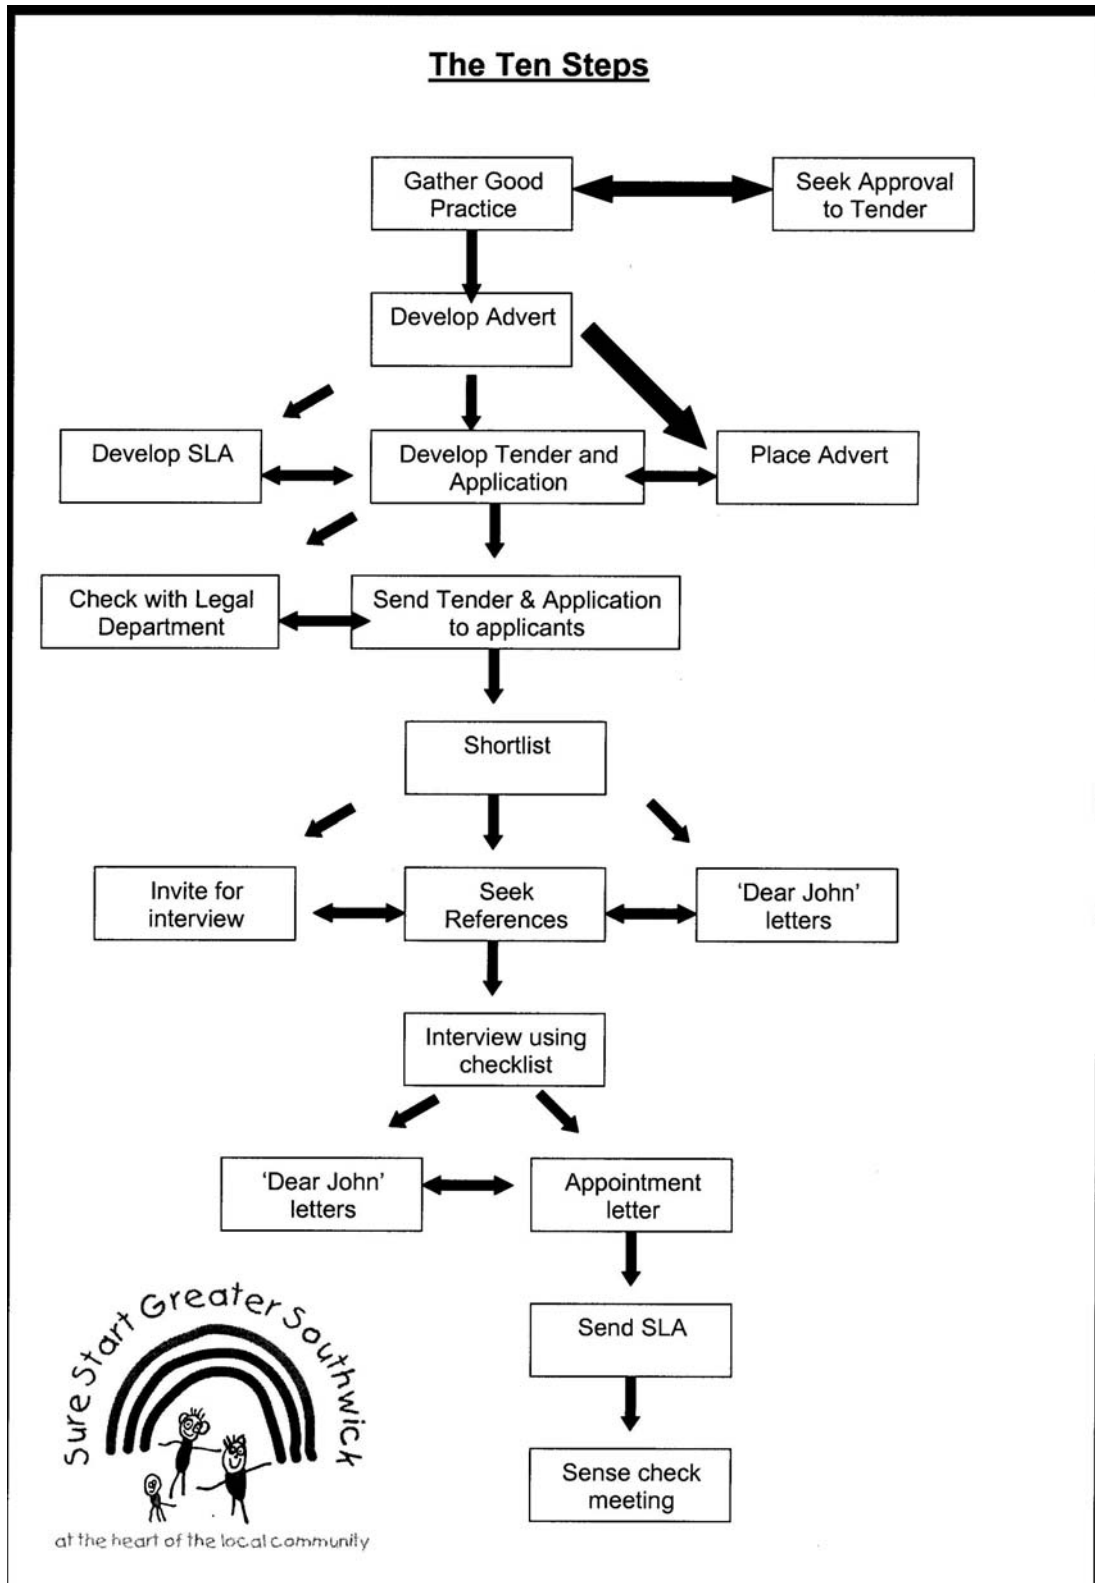 The Ten Steps
Gather Good
Practice
Seek Approval
to Tender
Develop Advert
Develop SLA
Develop Tender and
Application
Place Advert
Check with Legal
Department
Send Tender & Application
to applicants
Shortlist
Invite for
interview
Seek
References
‘Dear John’
letters
Interview using
checklist
‘Dear John’
letters
Appointment
letter
Send SLA
Sense check
meeting
Sure Start Greater Southwick
at the heart of the local community